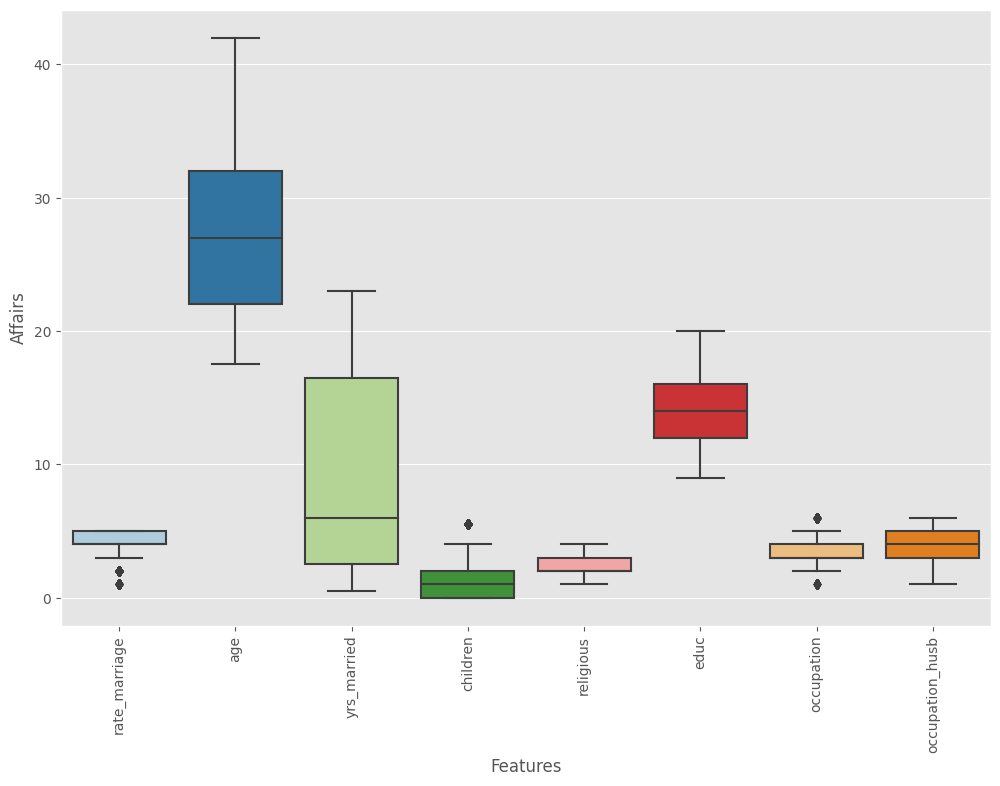 Affairs
40
30
20
10
0
rate_marriage
age
yrs_married
children
religious
educ
occupation
occupation_husb
Features